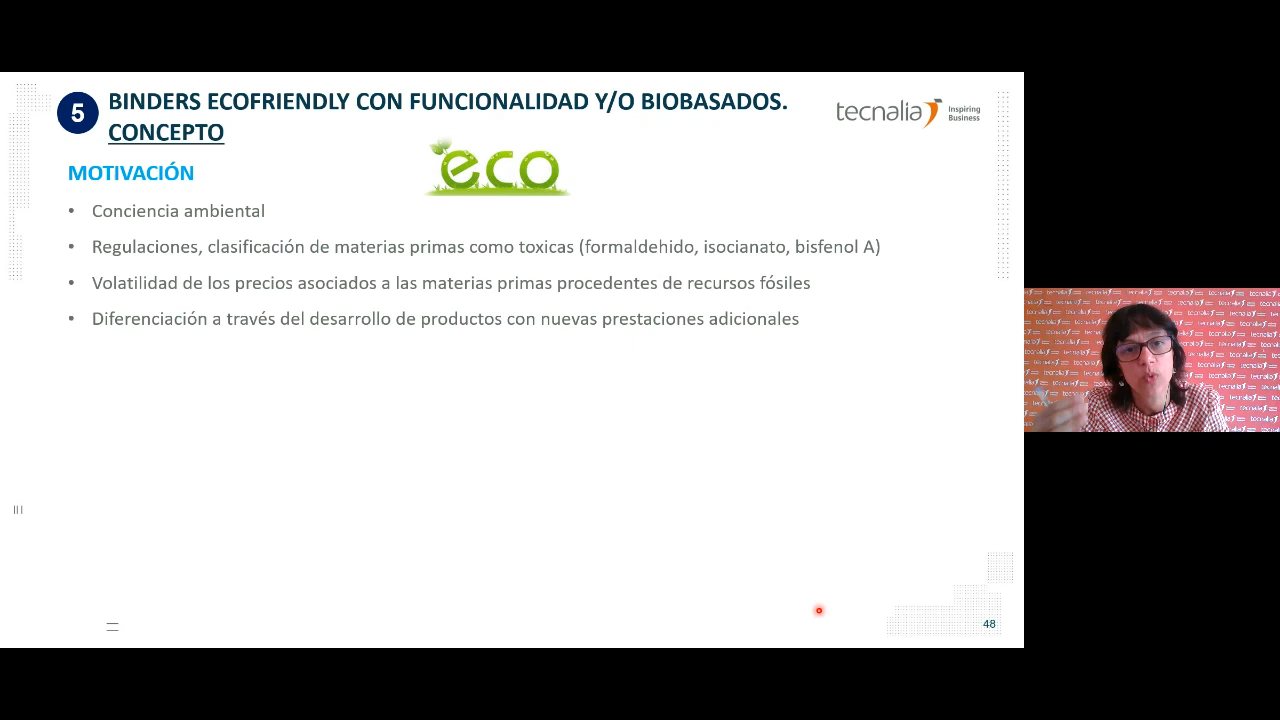 5
BINDERS ECOFRIENDLY CON FUNCIONALIDAD Y/O BIOBASADOS.
CONCEPTO
tecnalia Inspiring
Business
eco
MOTIVACIÓN
• Conciencia ambiental
• Regulaciones, clasificación de materias primas como toxicas (formaldehido, isocianato, bisfenol A)
• Volatilidad de los precios asociados a las materias primas procedentes de recursos fósiles
• Diferenciación a través del desarrollo de productos con nuevas prestaciones adicionales
48